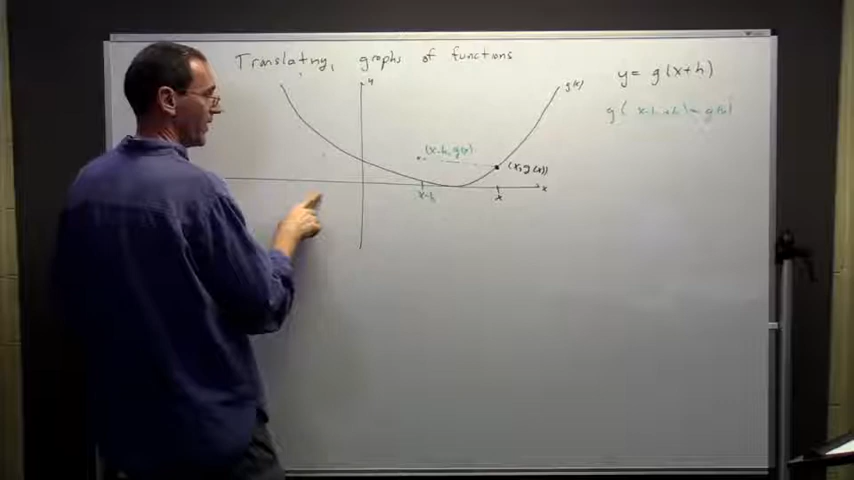 Translating graphs of functions
y = g(x+h)
g( x-h+h ) = g(x)
y
g(x)
(x-h, g(x))
(x, g(x))
x-h
x
x